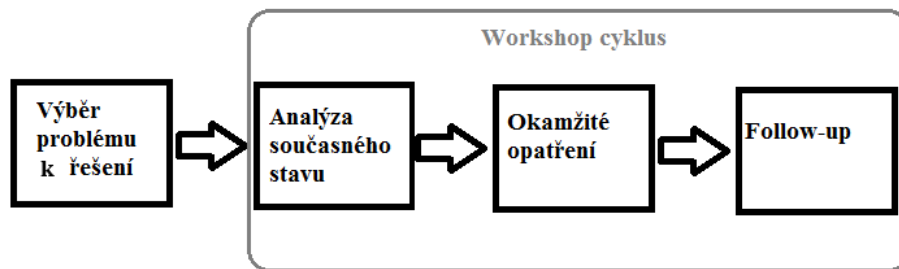 Workshop cyklus
Výběr
problému
k řešení
Analýza
současného
stavu
Okamžité
opatření
Follow-up